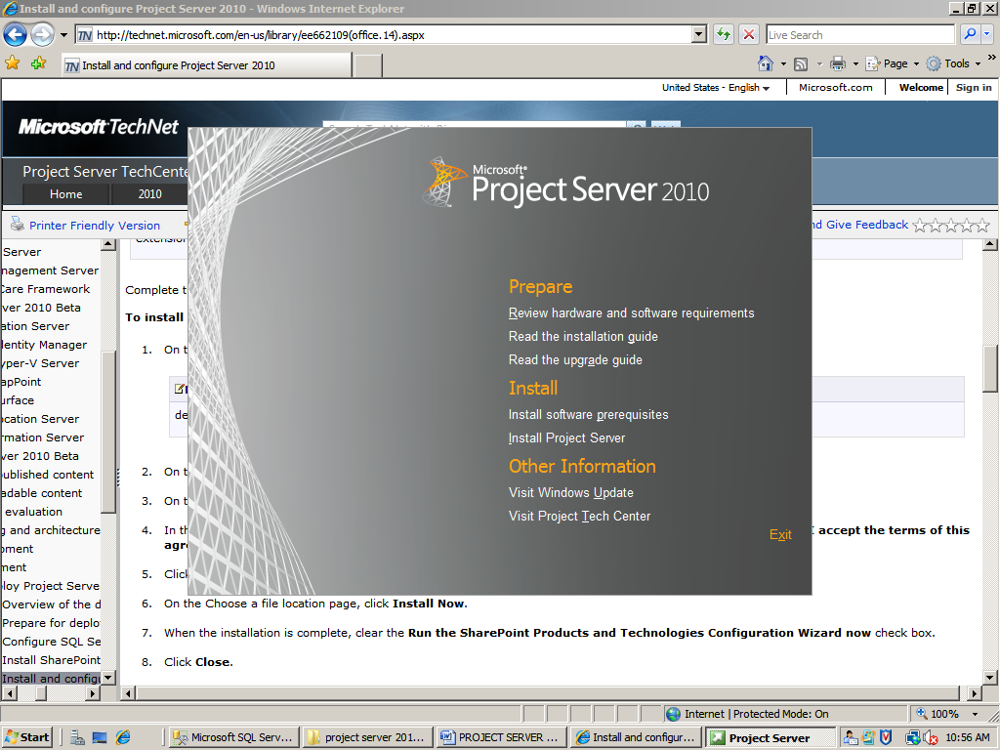 Install and configure Project Server 2010 - Windows Internet Explorer
http://technet.microsoft.com/en-us/library/ee662109(office.14).aspx
Live Search
Install and configure Project Server 2010
Page
Tools
United States - English
Microsoft.com
Welcome
Sign in
Microsoft TechNet
Project Server TechCente
Home
2010
Printer Friendly Version
nd Give Feedback
Microsoft®
Project Server 2010
Prepare
Review hardware and software requirements
Read the installation guide
Read the upgrade guide
Install
Install software prerequisites
Install Project Server
Other Information
Visit Windows Update
Visit Project Tech Center
Exit
Server
nagement Server
Care Framework
ver 2010 Beta
ation Server
dentity Manager
yper-V Server
apPoint
urface
ocation Server
rmation Server
ver 2010 Beta
ublished content
adable content
evaluation
g and architecture
oment
ment
loy Project Serve
Overview of the d
Prepare for deplo
Configure SQL Se
Install SharePoint
Install and configu
extension
Complete t
To install
1. On t
de
2. On t
3. On t
4. In th I accept the terms of this
agre
5. Click
6. On the Choose a file location page, click Install Now.
7. When the installation is complete, clear the Run the SharePoint Products and Technologies Configuration Wizard now check box.
8. Click Close.
Internet | Protected Mode: On
100%
Start
Microsoft SQL Serv...
project server 201...
PROJECT SERVER ...
Install and configur...
Project Server
10:56 AM